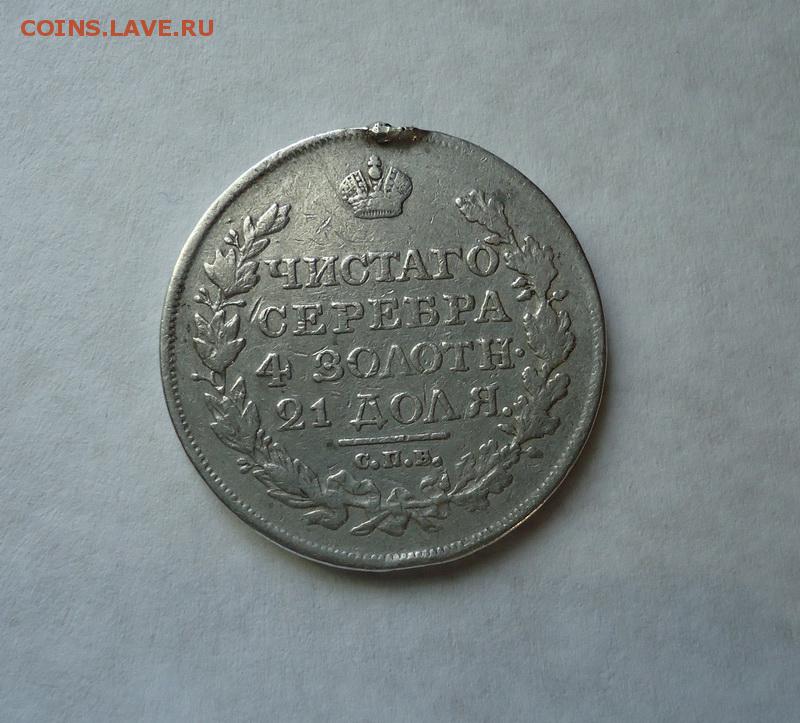 COINS.LAVE.RU
ЧИСТАГО
СЕРЕБРА
4 ЗОЛОТН.
21 ДОЛЯ.
С.П.Б.